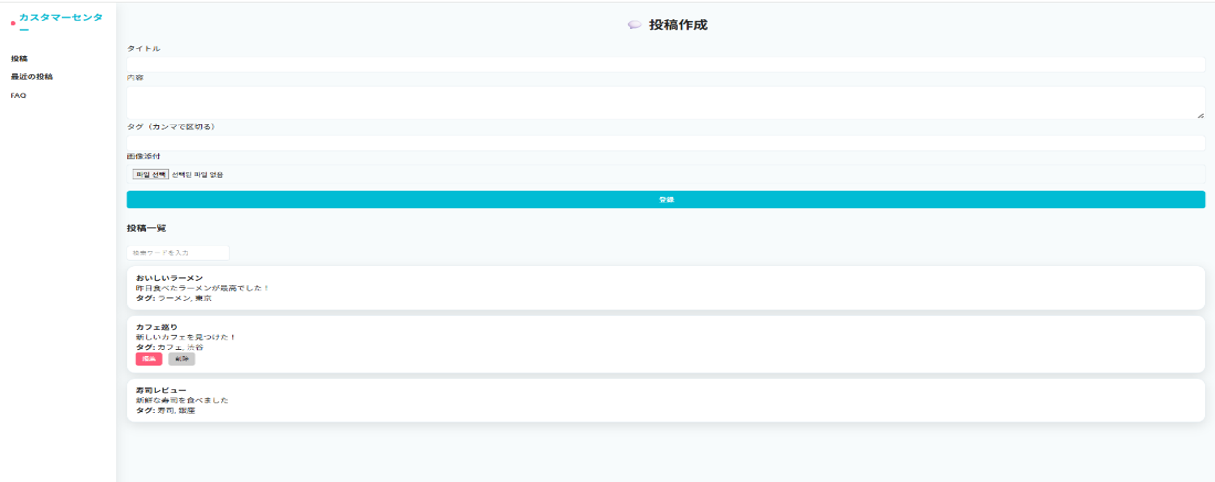 カスタマーセンタ
ー
投稿
最近の投稿
FAQ
投稿作成
タイトル
内容
タグ（カンマで区切る）
画像添付
파일 선택 선택된 파일 없음
登録
投稿一覧
検索ワードを入力
おいしいラーメン
昨日食べたラーメンが最高でした！
タグ: ラーメン, 東京
カフェ巡り
新しいカフェを見つけた！
タグ: カフェ, 渋谷
編集 削除
寿司レビュー
新鮮な寿司を食べました
タグ: 寿司, 銀座